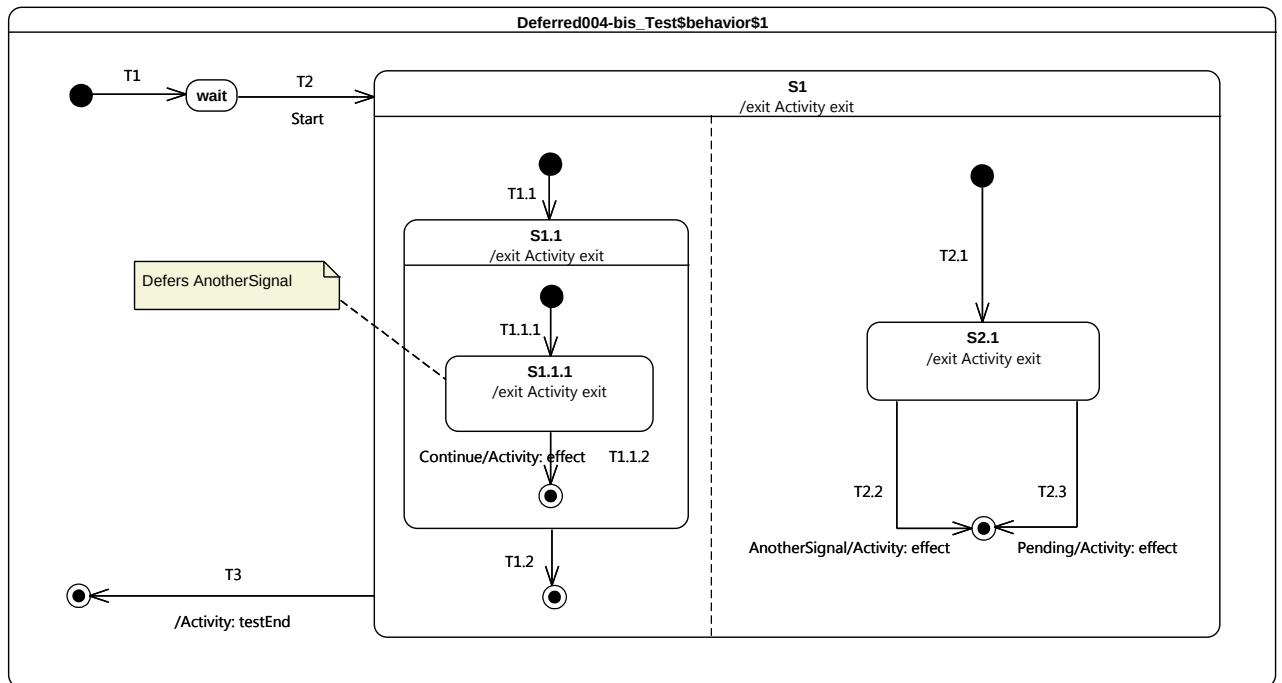 Deferred004-bis_Test$behavior$1
T1
wait
T2
Start
S1
/exit Activity exit
T1.1
S1.1
/exit Activity exit
Defers AnotherSignal
T1.1.1
S1.1.1
/exit Activity exit
Continue/Activity: effect
T1.1.2
T1.2
T2.1
S2.1
/exit Activity exit
T2.2
T2.3
AnotherSignal/Activity: effect
Pending/Activity: effect
T3
/Activity: testEnd